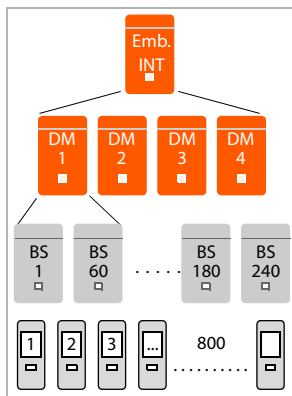 Emb.
INT
DM DM DM DM
1 2 3 4
BS BS BS BS
1 60 ..... 180 240
1 2 3 ... 800
..........